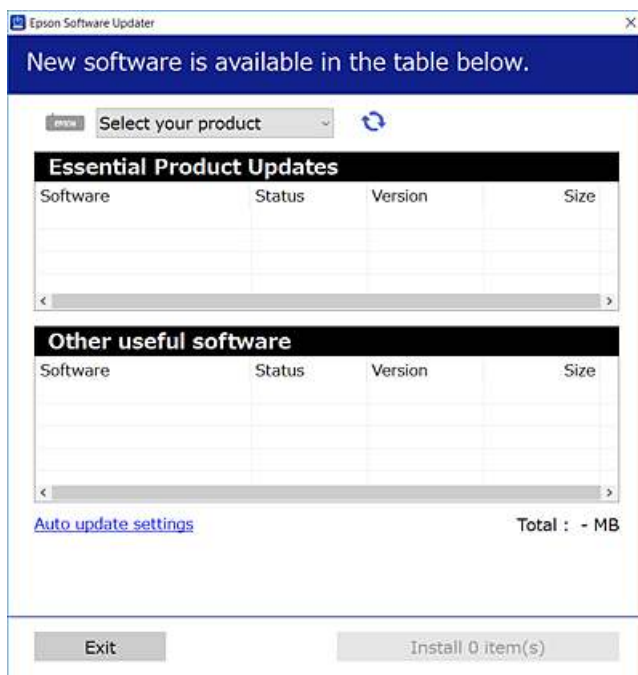 Epson Software Updater
New software is available in the table below.
EPSON Select your product
Essential Product Updates
Software Status Version Size
Other useful software
Software Status Version Size
Auto update settings Total : - MB
Exit Install 0 item(s)